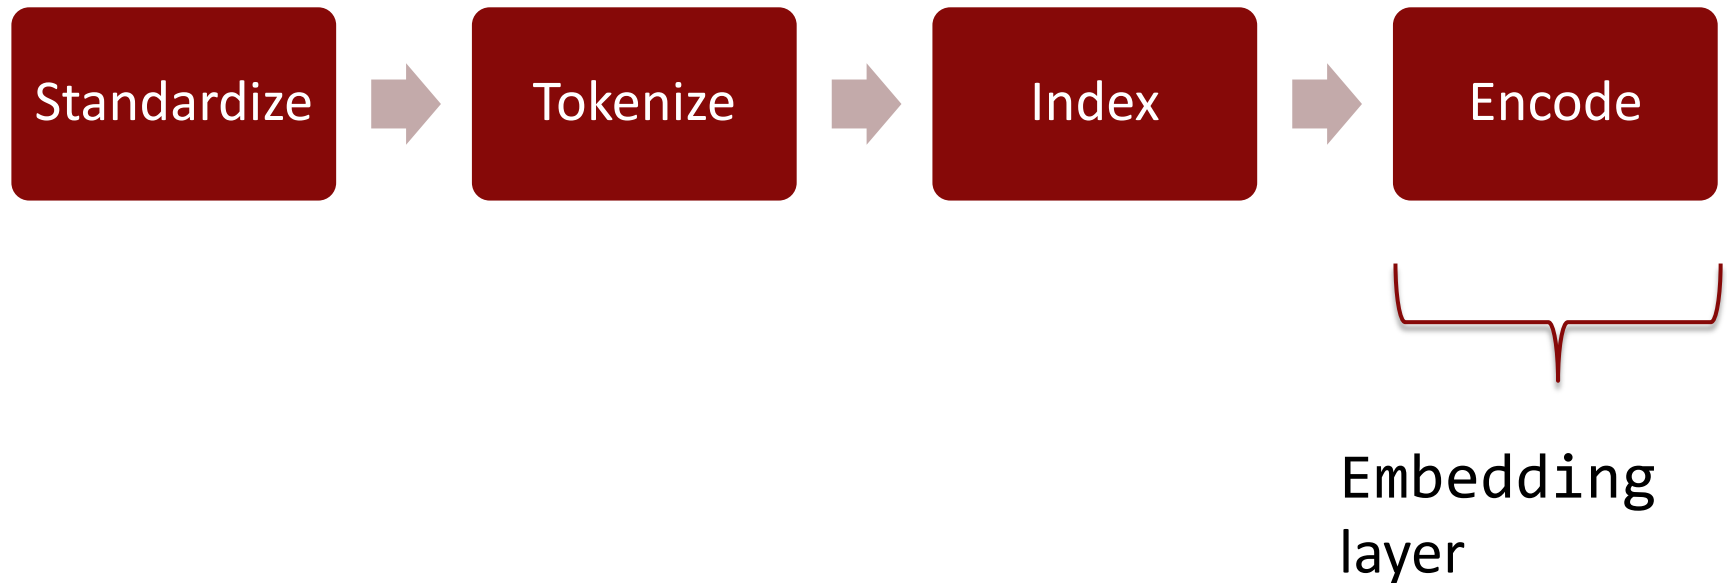 Standardize
Tokenize
Index
Encode
Embedding
layer